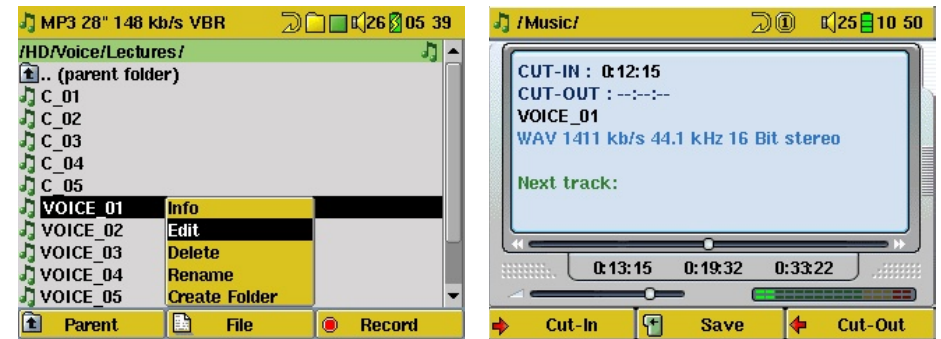 MP3 28" 148 kb/s VBR 26 05 39
/HD/Voice/Lectures/
.. (parent folder)
C_01
C_02
C_03
C_04
C_05
VOICE_01
VOICE_02
VOICE_03
VOICE_04
VOICE_05
Info
Edit
Delete
Rename
Create Folder
Parent File Record
/Music/ 1 25 10 50
CUT-IN : 0:12:15
CUT-OUT : --:--:--
VOICE_01
WAV 1411 kb/s 44.1 kHz 16 Bit stereo
Next track:
0:13:15 0:19:32 0:33:22
Cut-In Save Cut-Out